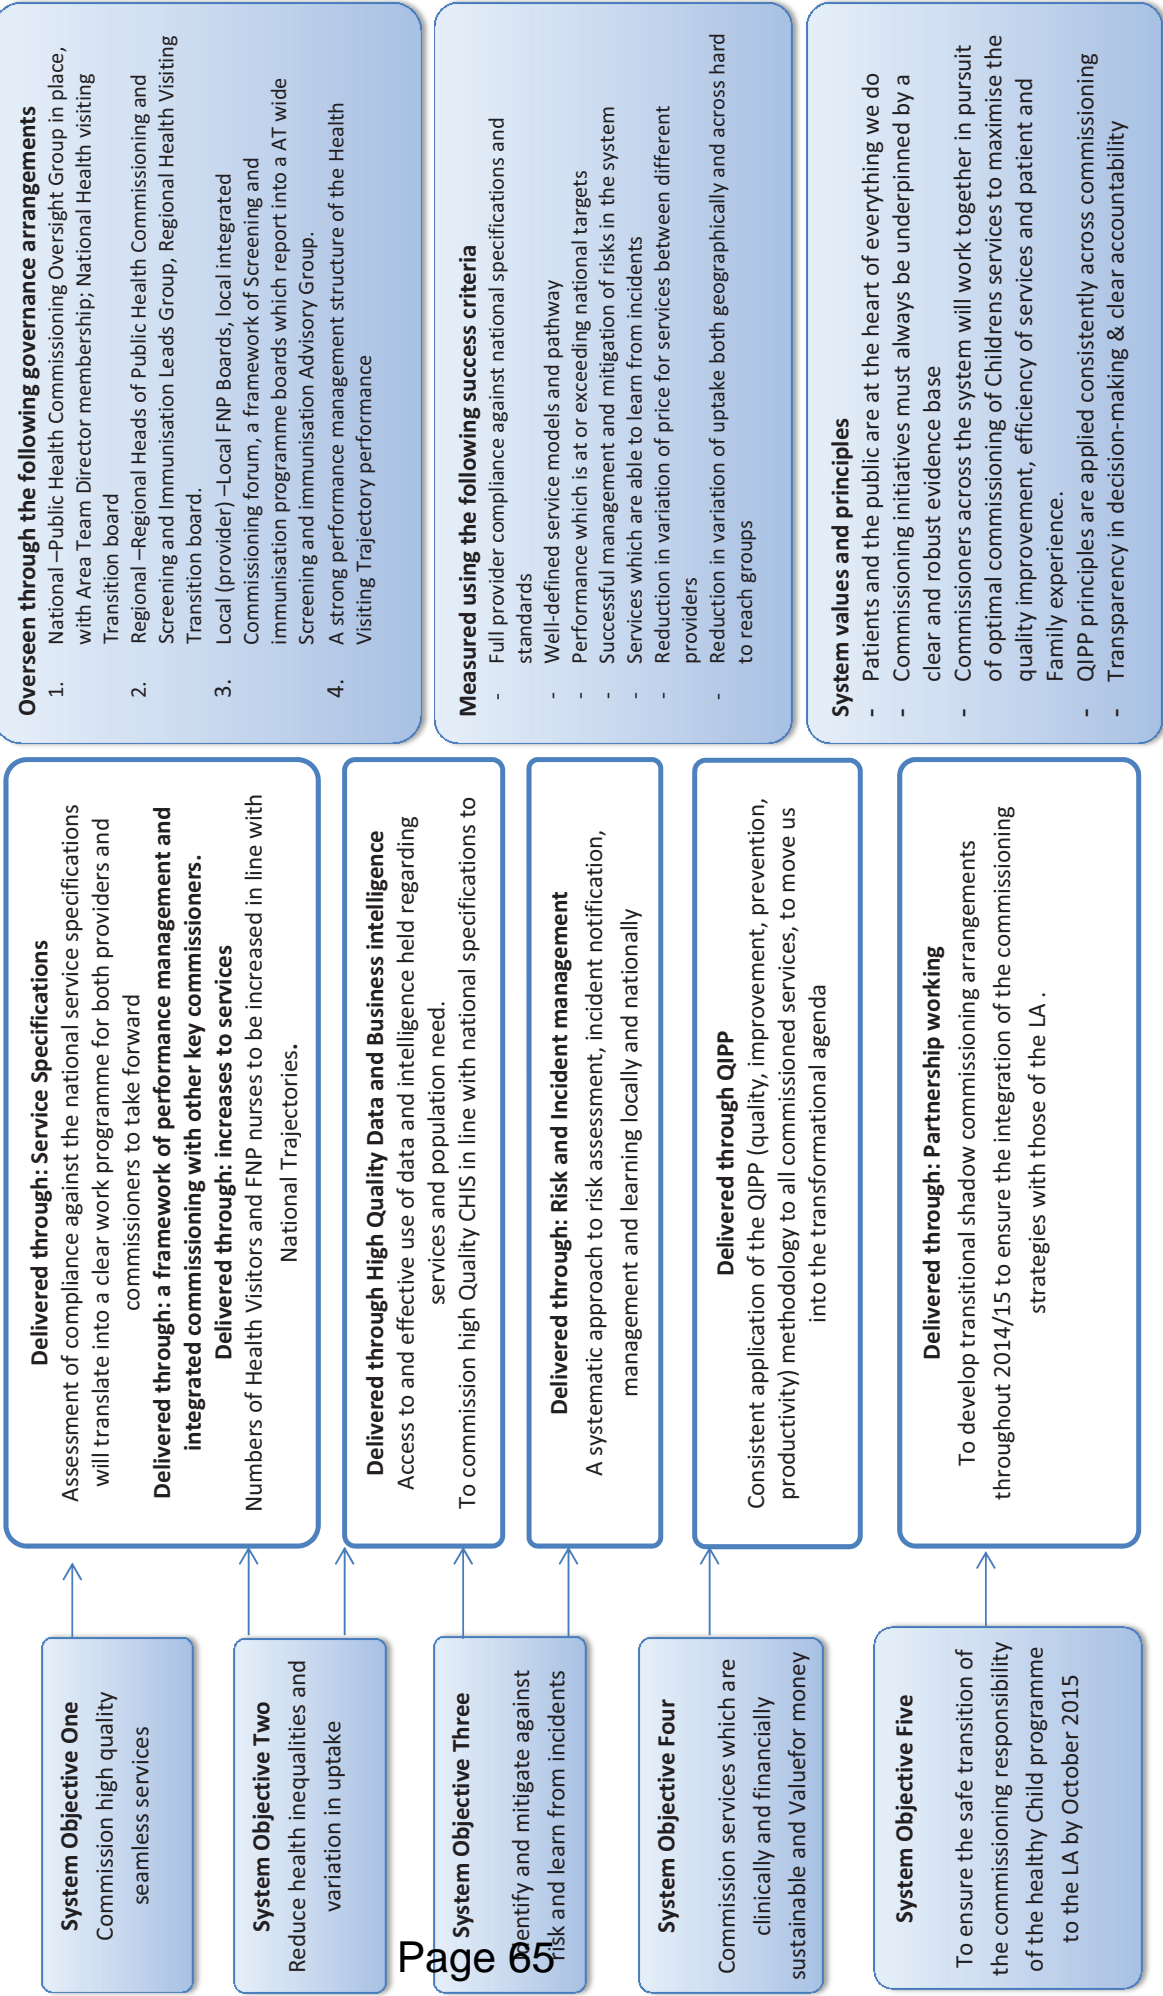 System Objective One
Commission high quality
seamless services
System Objective Two
Reduce health inequalities and
variation in uptake
System Objective Three
Identify and mitigate against
risk and learn from incidents
System Objective Four
Commission services which are
clinically and financially
sustainable and Valuefor money
System Objective Five
To ensure the safe transition of
the commissioning responsibility
of the healthy Child programme
to the LA by October 2015
Delivered through: Service Specifications
Assessment of compliance against the national service specifications
will translate into a clear work programme for both providers and
commissioners to take forward
Delivered through: a framework of performance management and
integrated commissioning with other key commissioners.
Delivered through: increases to services
Numbers of Health Visitors and FNP nurses to be increased in line with
National Trajectories.
Delivered through High Quality Data and Business intelligence
Access to and effective use of data and intelligence held regarding
services and population need.
To commission high Quality CHIS in line with national specifications to
Delivered through: Risk and Incident management
A systematic approach to risk assessment, incident notification,
management and learning locally and nationally
Delivered through QIPP
Consistent application of the QIPP (quality, improvement, prevention,
productivity) methodology to all commissioned services, to move us
into the transformational agenda
Delivered through: Partnership working
To develop transitional shadow commissioning arrangements
throughout 2014/15 to ensure the integration of the commissioning
strategies with those of the LA .
Overseen through the following governance arrangements
1. National –Public Health Commissioning Oversight Group in place,
with Area Team Director membership; National Health visiting
Transition board
2. Regional –Regional Heads of Public Health Commissioning and
Screening and Immunisation Leads Group, Regional Health Visiting
Transition board.
3. Local (provider) –Local FNP Boards, local integrated
Commissioning forum, a framework of Screening and
immunisation programme boards which report into a AT wide
Screening and immunisation Advisory Group.
4. A strong performance management structure of the Health
Visiting Trajectory performance
Measured using the following success criteria
- Full provider compliance against national specifications and
standards
- Well-defined service models and pathway
- Performance which is at or exceeding national targets
- Successful management and mitigation of risks in the system
- Services which are able to learn from incidents
- Reduction in variation of price for services between different
providers
- Reduction in variation of uptake both geographically and across hard
to reach groups
System values and principles
- Patients and the public are at the heart of everything we do
- Commissioning initiatives must always be underpinned by a
clear and robust evidence base
- Commissioners across the system will work together in pursuit
of optimal commissioning of Childrens services to maximise the
quality improvement, efficiency of services and patient and
Family experience.
- QIPP principles are applied consistently across commissioning
- Transparency in decision-making & clear accountability
Page 65